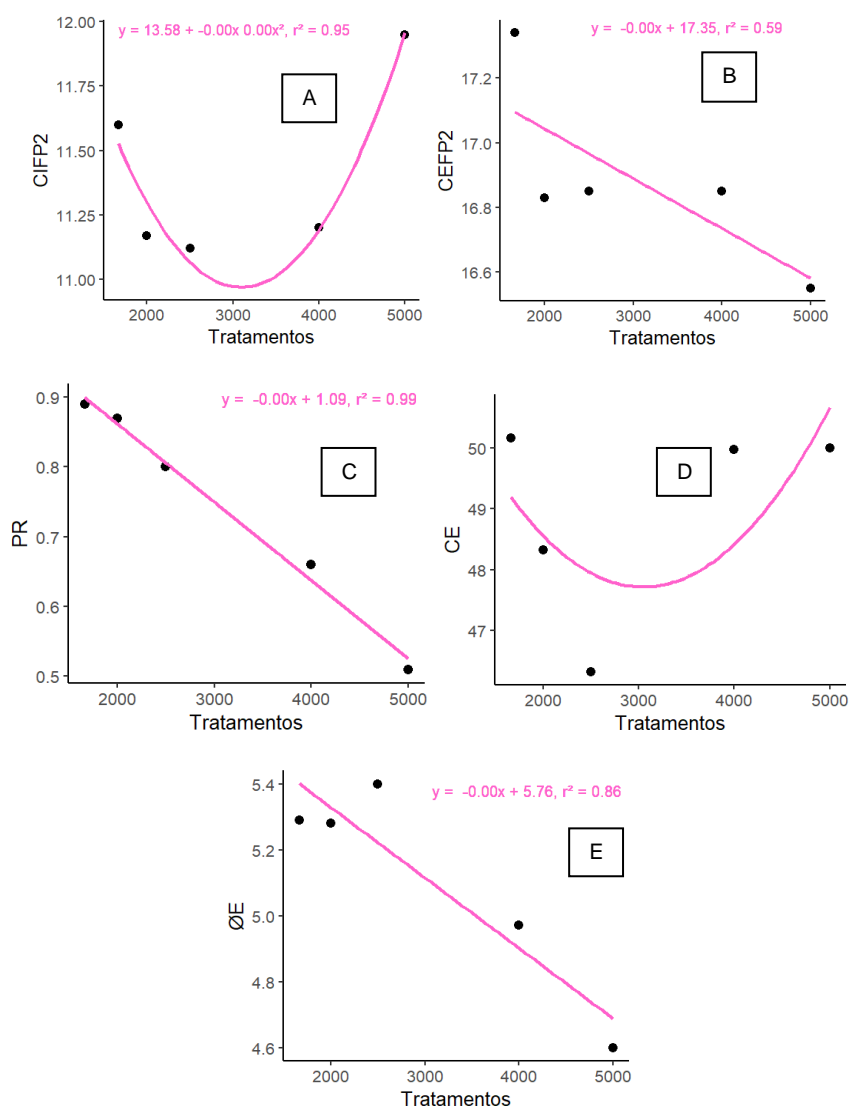 y = 13.58 + -0.00x 0.00x², r² = 0.95
A
CIFP2
12.00
11.75
11.50
11.25
11.00
2000 3000 4000 5000
Tratamentos
y = -0.00x + 17.35, r² = 0.59
B
CEFP2
17.2
17.0
16.8
16.6
2000 3000 4000 5000
Tratamentos
y = -0.00x + 1.09, r² = 0.99
C
PR
0.9
0.8
0.7
0.6
0.5
2000 3000 4000 5000
Tratamentos
D
CE
50
49
48
47
2000 3000 4000 5000
Tratamentos
y = -0.00x + 5.76, r² = 0.86
E
ØE
5.4
5.2
5.0
4.8
4.6
2000 3000 4000 5000
Tratamentos